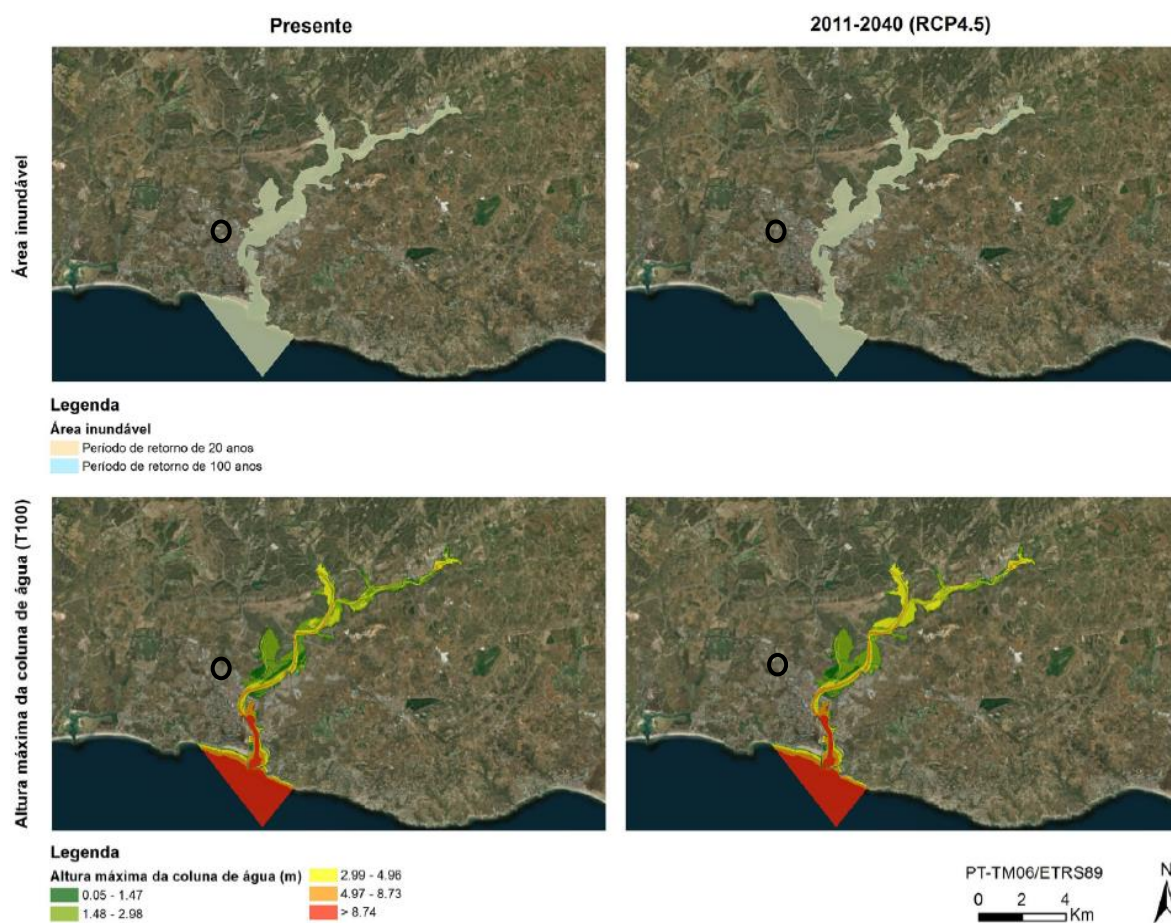 Presente
2011-2040 (RCP4.5)
Área inundável
Legenda
Área inundável
Período de retorno de 20 anos
Período de retorno de 100 anos
Altura máxima da coluna de água (T100)
Legenda
Altura máxima da coluna de água (m)
0.05 - 1.47
1.48 - 2.98
2.99 - 4.96
4.97 - 8.73
> 8.74
PT-TM06/ETRS89
N
0 2 4
Km